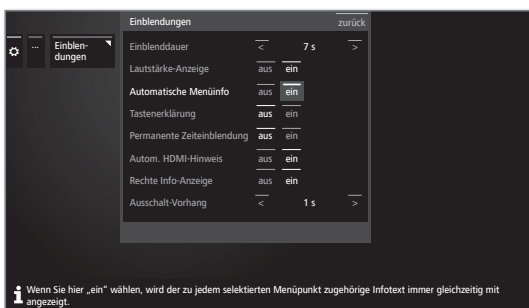 Einblendungen zurück
... Einblen-
dungen
Einblenddauer < 7 s >
Lautstärke-Anzeige aus ein
Automatische Menüinfo aus ein
Tastenerklärung aus ein
Permanente Zeiteinblendung aus ein
Autom. HDMI-Hinweis aus ein
Rechte Info-Anzeige aus ein
Ausschalt-Vorhang < 1 s >
i Wenn Sie hier „ein“ wählen, wird der zu jedem selektierten Menüpunkt zugehörige Infotext immer gleichzeitig mit
angezeigt.